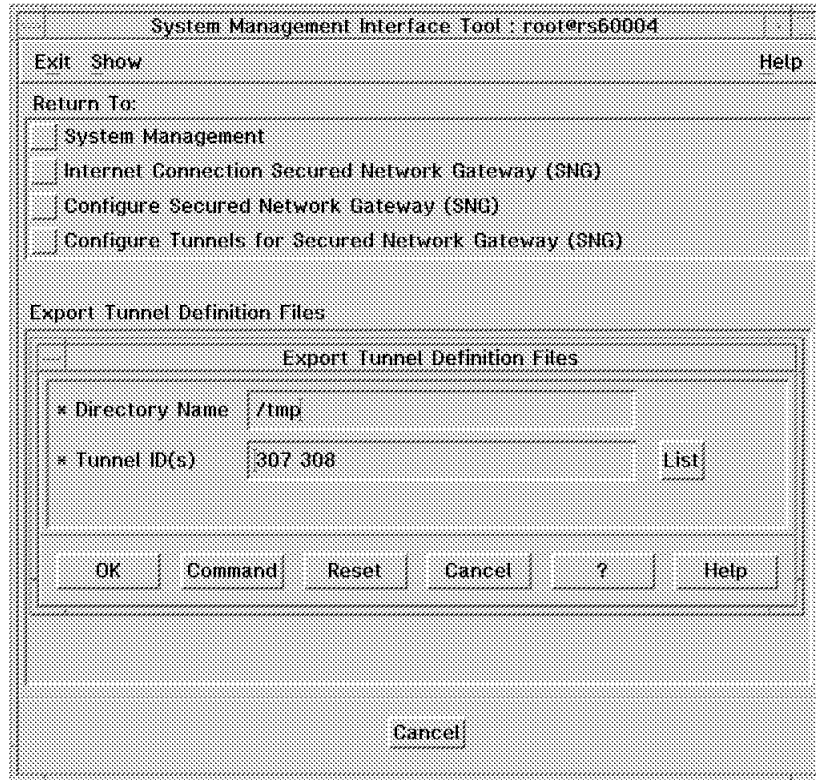 System Management Interface Tool : root@rs60004
Exit Show Help
Return To:
System Management
Internet Connection Secured Network Gateway (SNG)
Configure Secured Network Gateway (SNG)
Configure Tunnels for Secured Network Gateway (SNG)
Export Tunnel Definition Files
Export Tunnel Definition Files
* Directory Name /tmp
* Tunnel ID(s) 307 308 List
OK Command Reset Cancel ? Help
Cancel